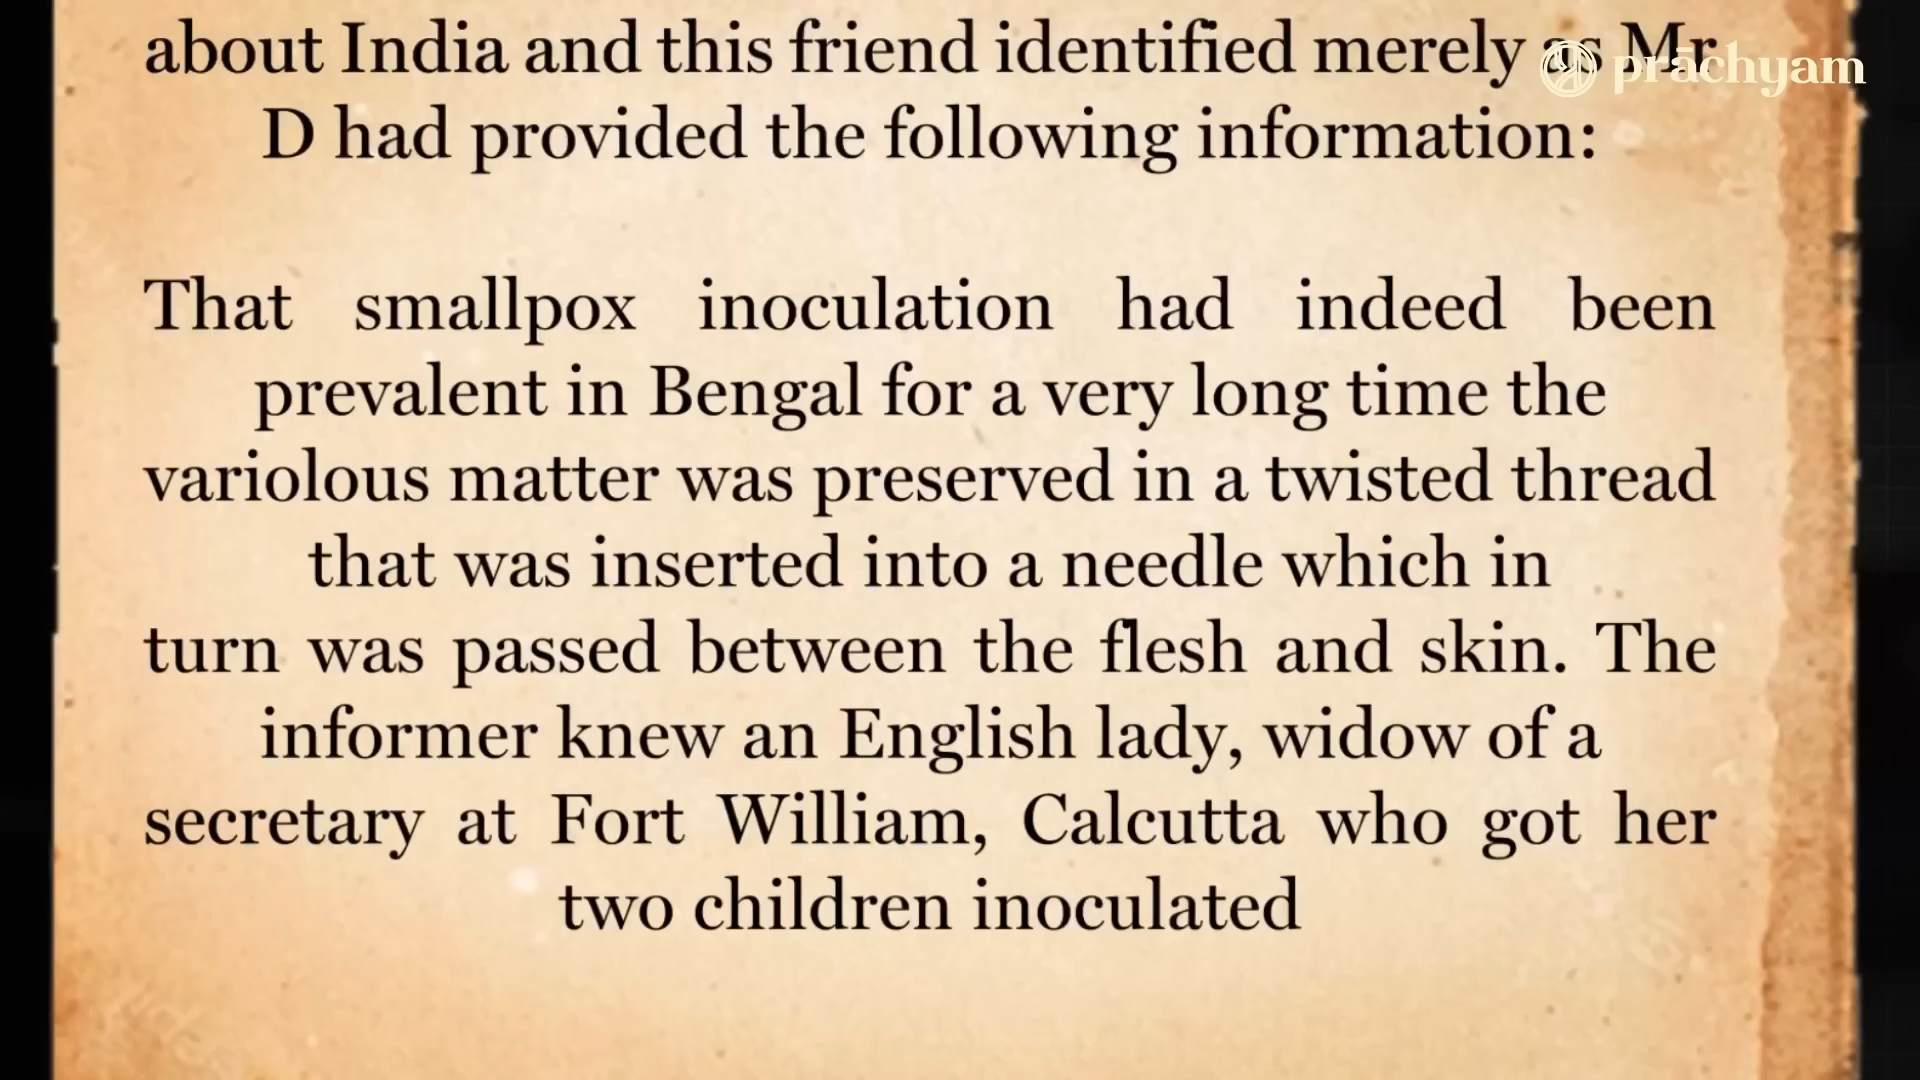 about India and this friend identified merely as Mr
prāchyam
D had provided the following information:
That smallpox inoculation had indeed been
prevalent in Bengal for a very long time the
variolous matter was preserved in a twisted thread
that was inserted into a needle which in
turn was passed between the flesh and skin. The
informer knew an English lady, widow of a
secretary at Fort William, Calcutta who got her
two children inoculated